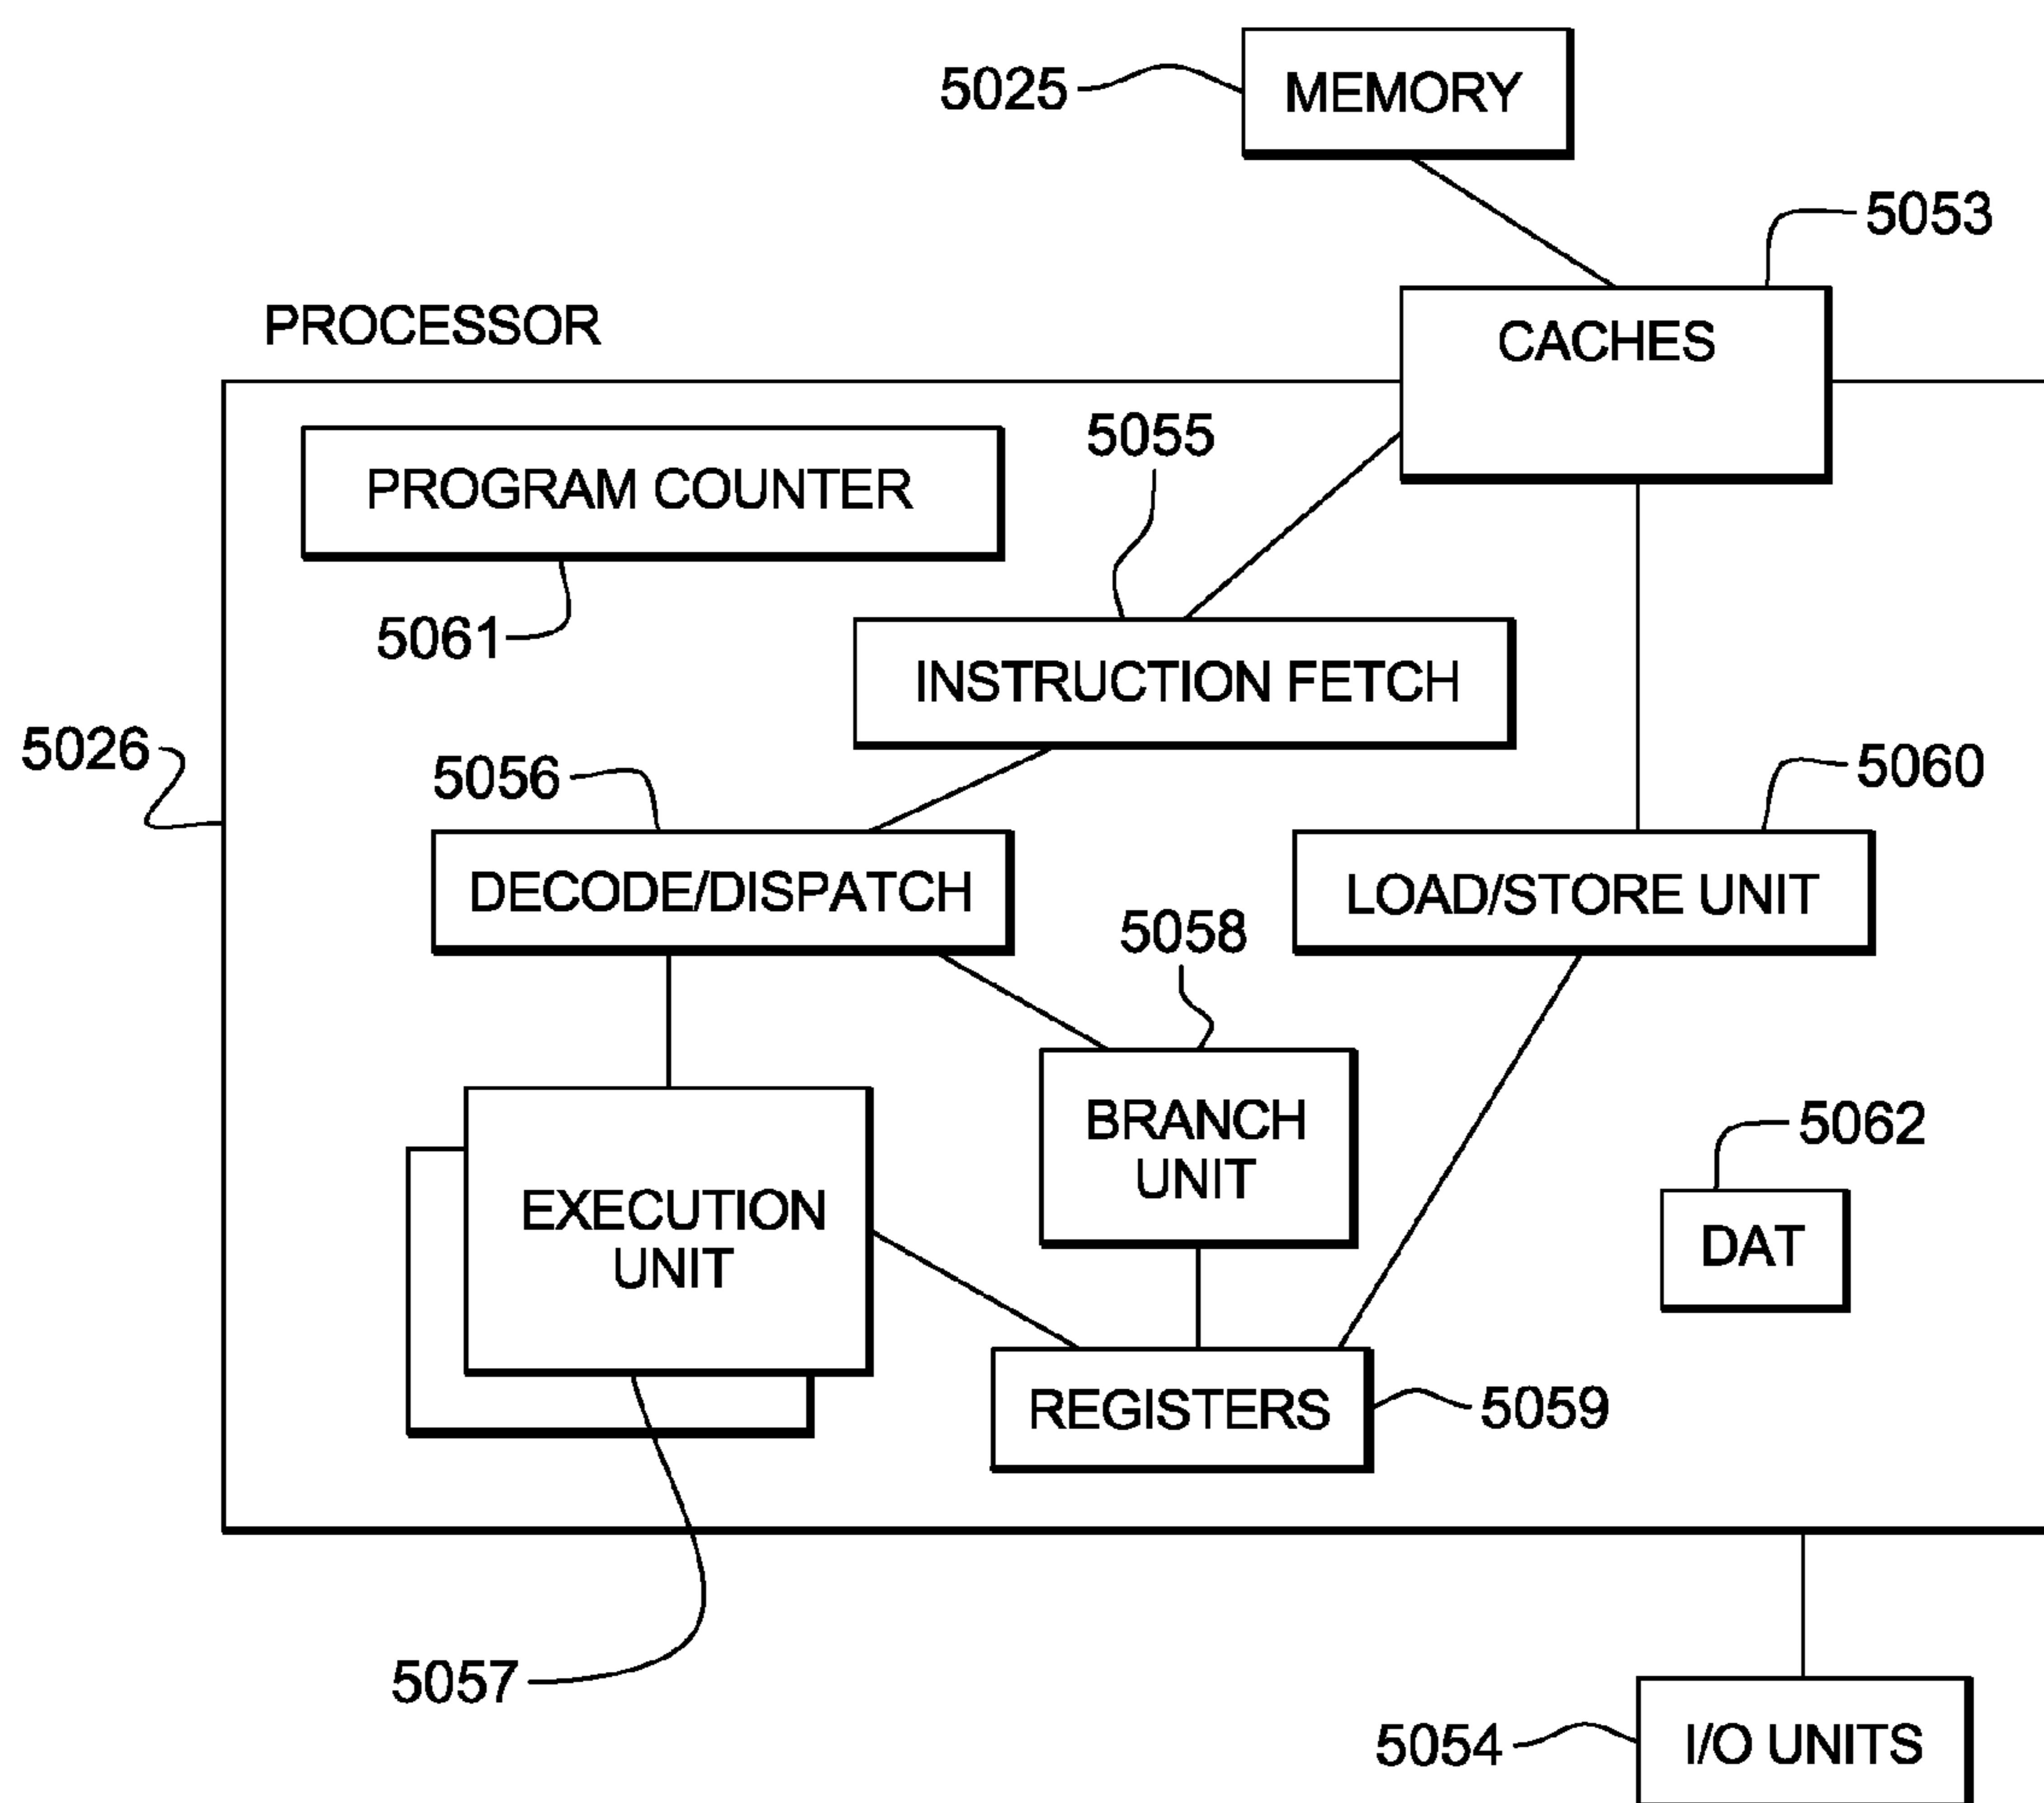 MEMORY
5025
5053
CACHES
PROCESSOR
5055
PROGRAM COUNTER
5061
INSTRUCTION FETCH
5026
5056
5060
DECODE/DISPATCH
LOAD/STORE UNIT
5058
BRANCH
UNIT
5062
EXECUTION
UNIT
DAT
REGISTERS
5059
5057
5054
I/O UNITS